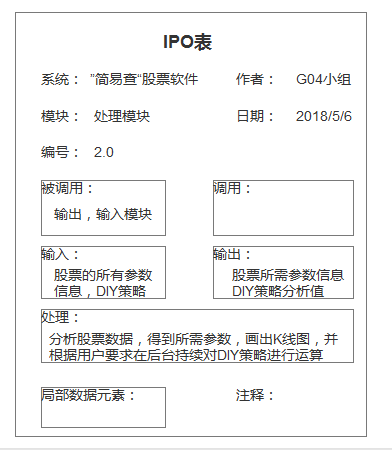 IPO表
系统： ”简易查“股票软件 作者： G04小组
模块： 处理模块 日期： 2018/5/6
编号： 2.0
被调用： 调用：
输出，输入模块
输入： 输出：
股票的所有参数 股票所需参数信息
信息，DIY策略 DIY策略分析值
处理：
分析股票数据，得到所需参数，画出K线图，并
根据用户要求在后台持续对DIY策略进行运算
局部数据元素： 注释：